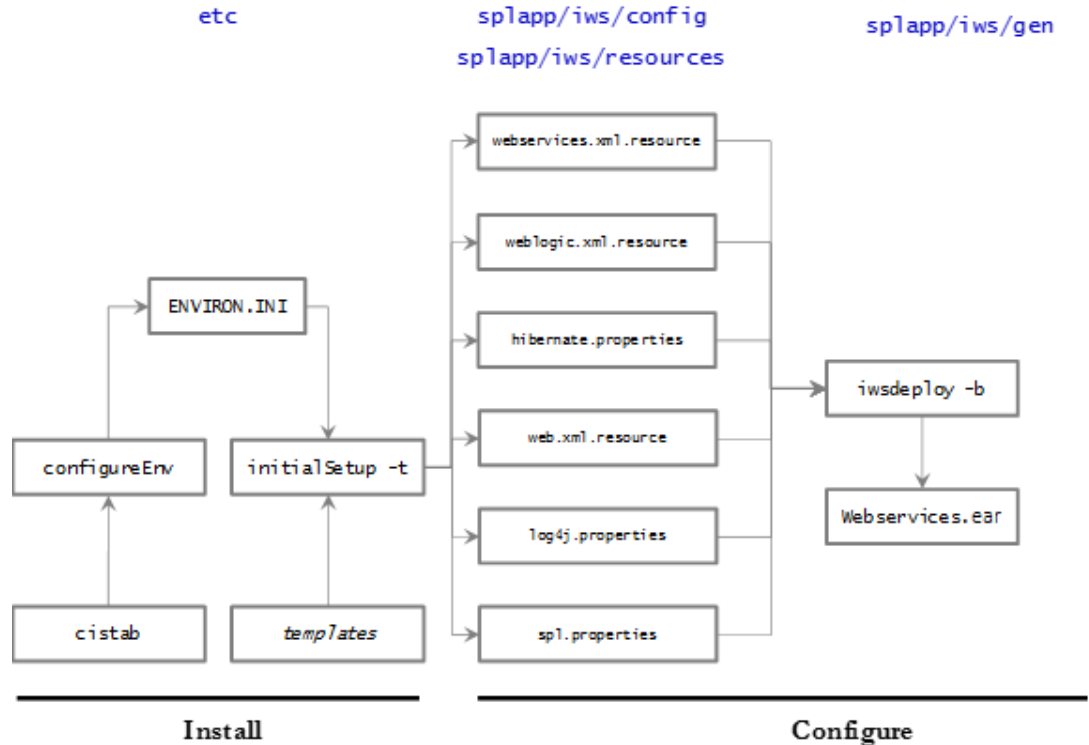 etc
splapp/iws/config
splapp/iws/resources
splapp/iws/gen
webservices.xml.resource
weblogic.xml.resource
ENVIRON.INI
hibernate.properties
iwsdeploy -b
configureEnv
initialSetup -t
web.xml.resource
Webservices.ear
log4j.properties
cistab
templates
spl.properties
Install
Configure